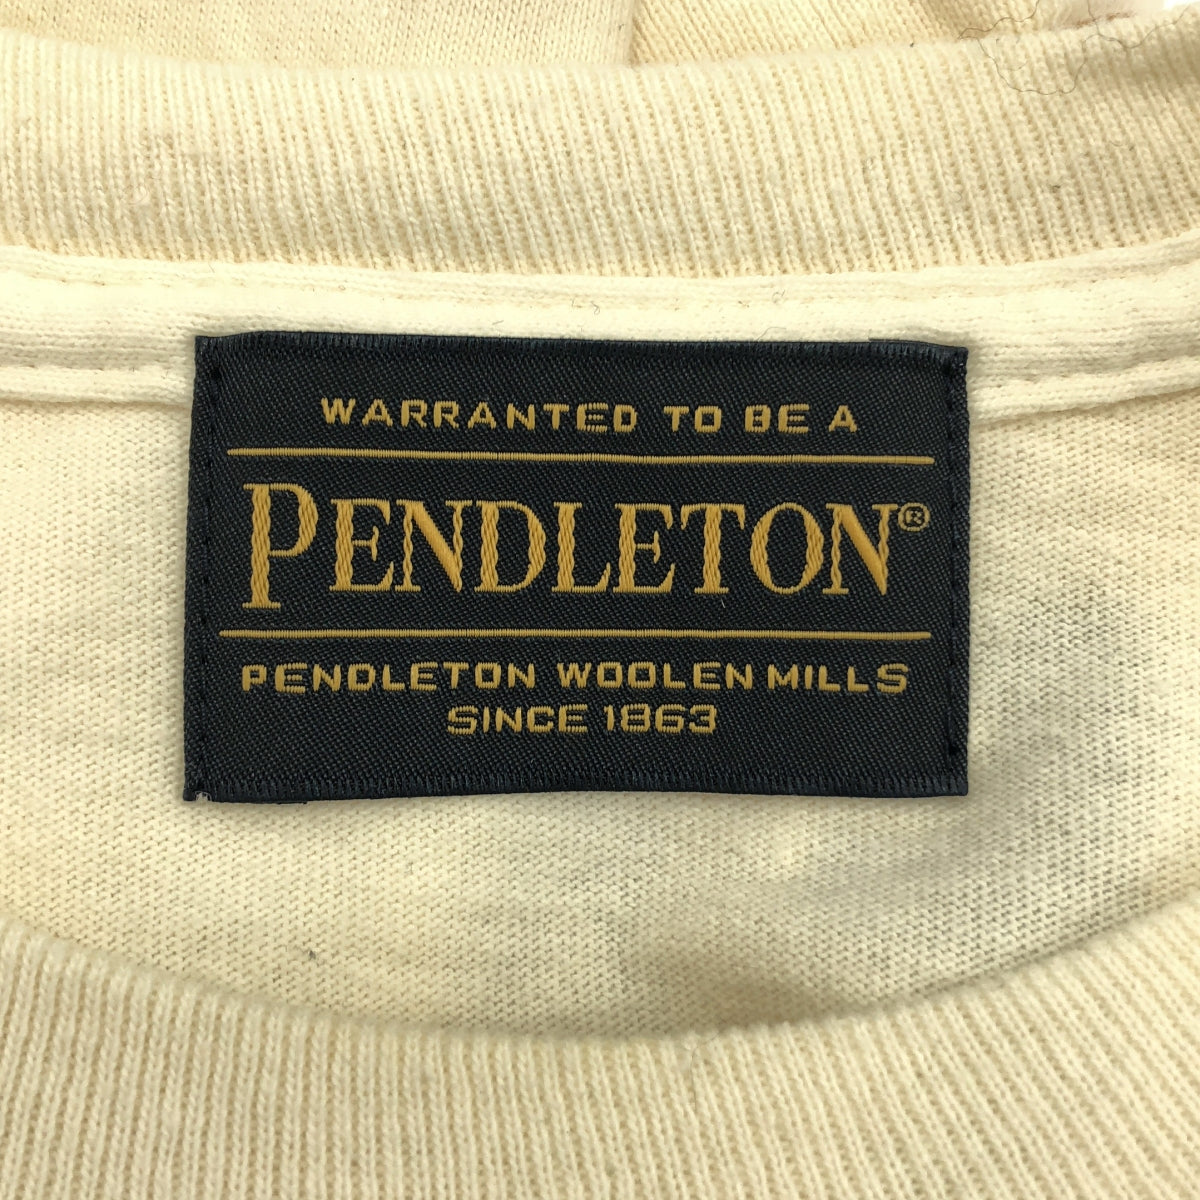 WARRANTED TO BE A
PENDLETON®
PENDLETON WOOLEN MILLS
SINCE 1863